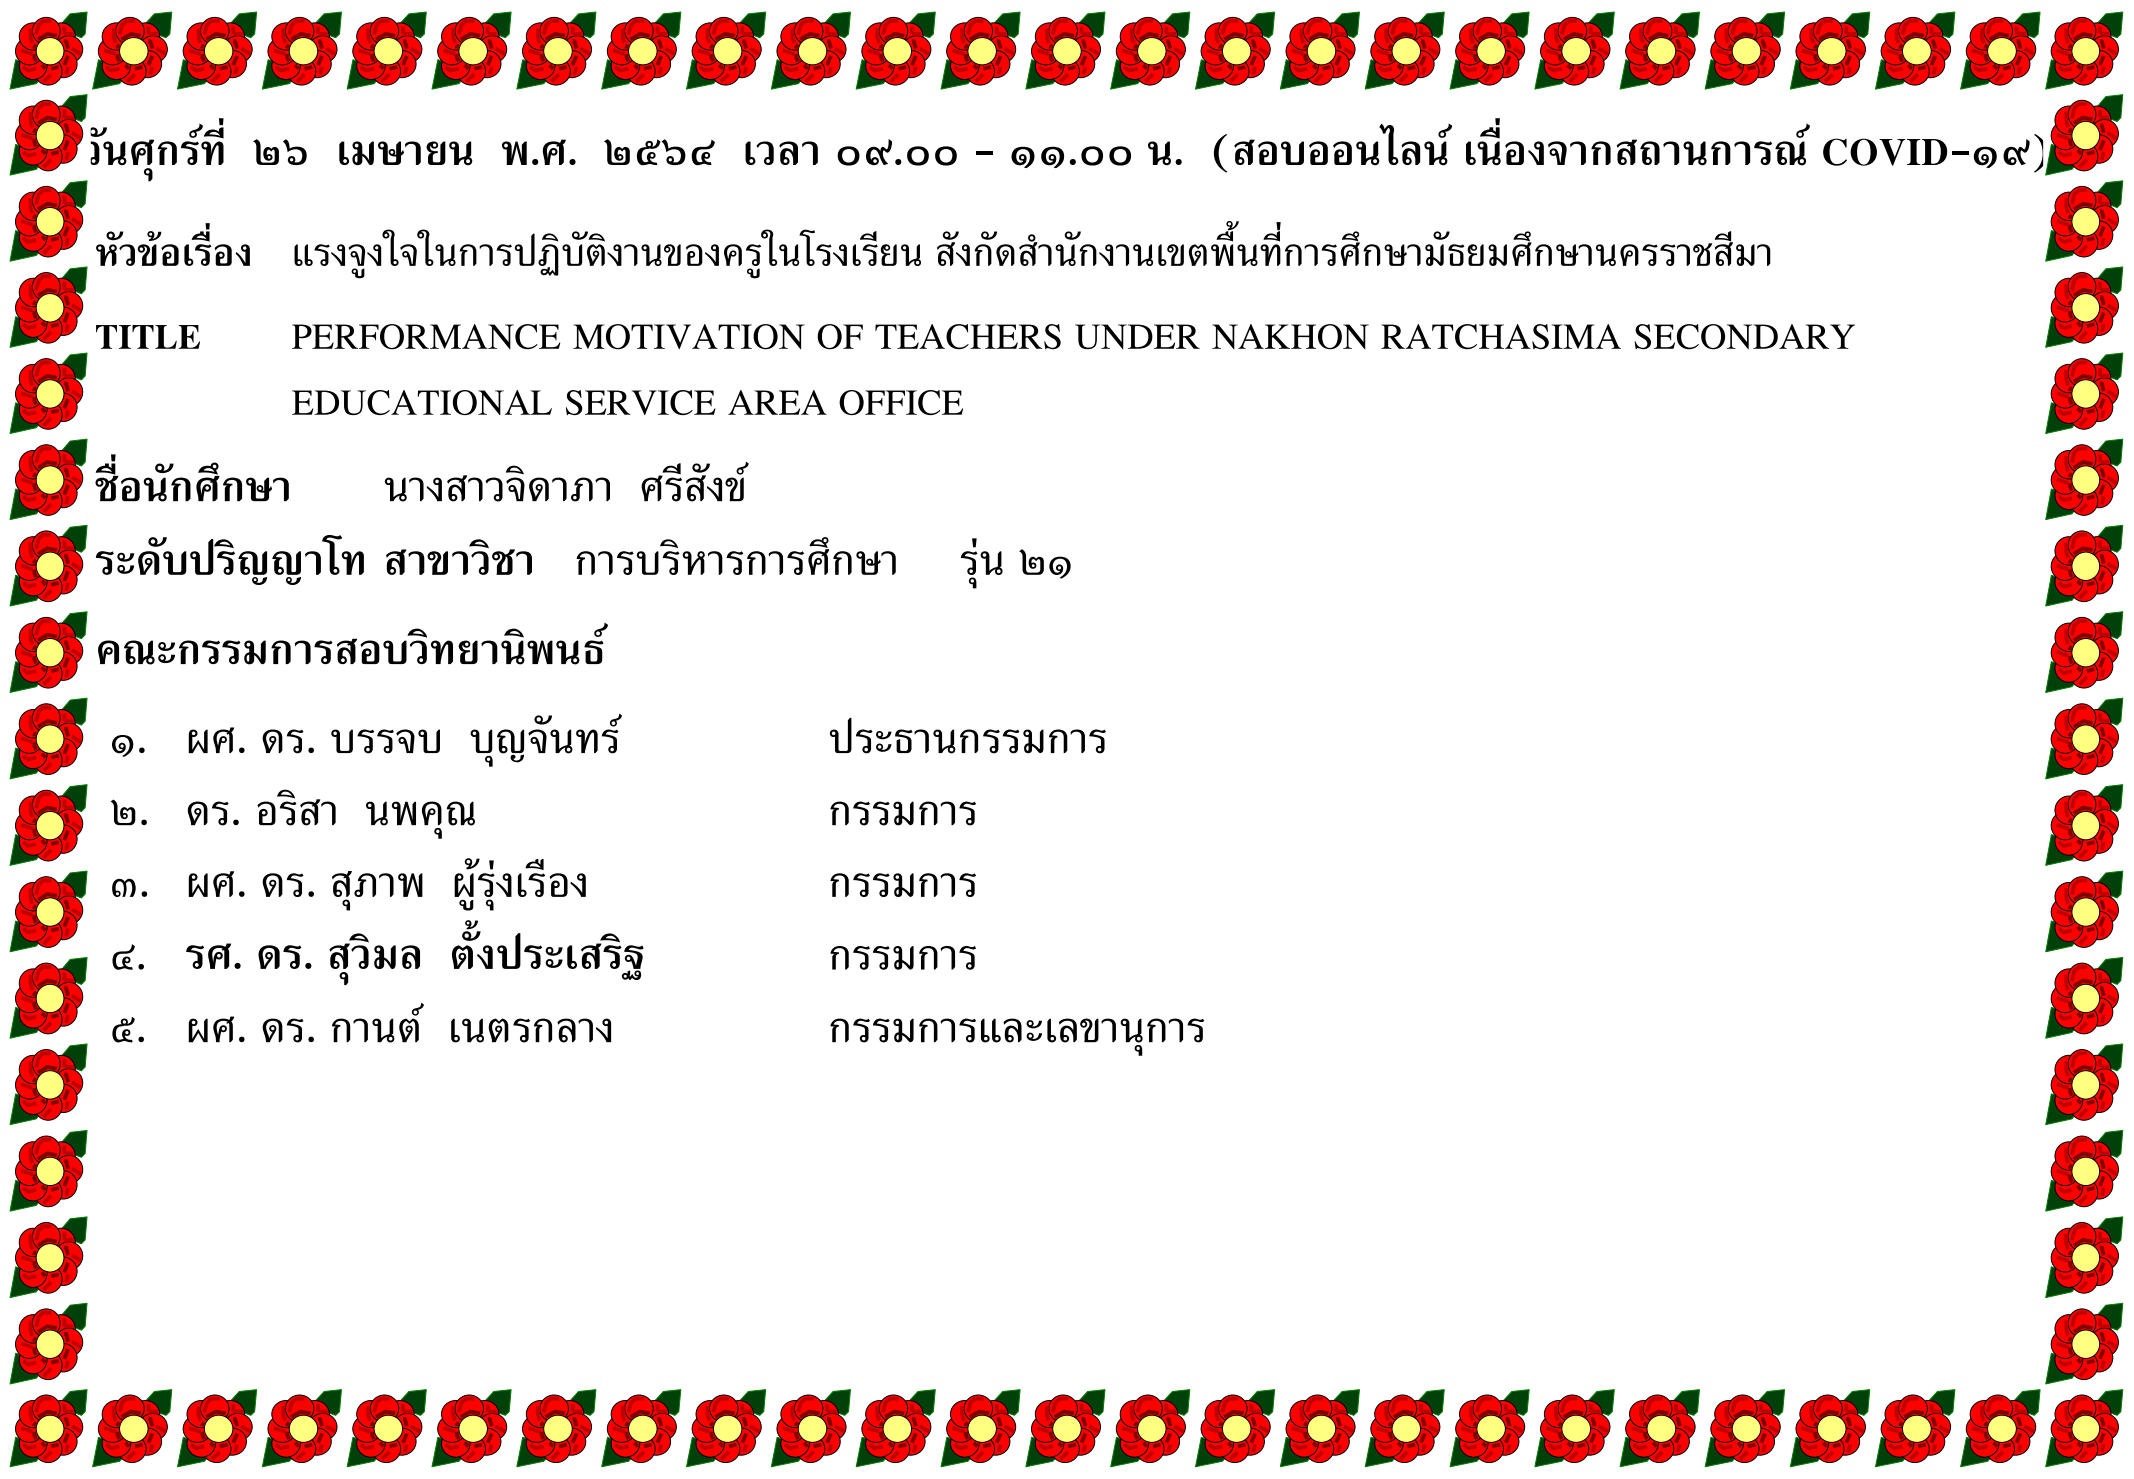 วันศุกร์ที่ ๒๖ เมษายน พ.ศ. ๒๕๖๔ เวลา ๐๙.๐๐ - ๑๑.๐๐ น. (สอบออนไลน์ เนื่องจากสถานการณ์ COVID-๑๙)
หัวข้อเรื่อง แรงจูงใจในการปฏิบัติงานของครูในโรงเรียน สังกัดสำนักงานเขตพื้นที่การศึกษามัธยมศึกษานครราชสีมา
TITLE PERFORMANCE MOTIVATION OF TEACHERS UNDER NAKHON RATCHASIMA SECONDARY
EDUCATIONAL SERVICE AREA OFFICE
ชื่อนักศึกษา นางสาวจิดาภา ศรีสังข์
ระดับปริญญาโท สาขาวิชา การบริหารการศึกษา รุ่น ๒๑
คณะกรรมการสอบวิทยานิพนธ์
๑. ผศ. ดร. บรรจบ บุญจันทร์ ประธานกรรมการ
๒. ดร. อริสา นพคุณ กรรมการ
๓. ผศ. ดร. สุภาพ ผู้รุ่งเรือง กรรมการ
๔. รศ. ดร. สุวิมล ตั้งประเสริฐ กรรมการ
๕. ผศ. ดร. กานต์ เนตรกลาง กรรมการและเลขานุการ